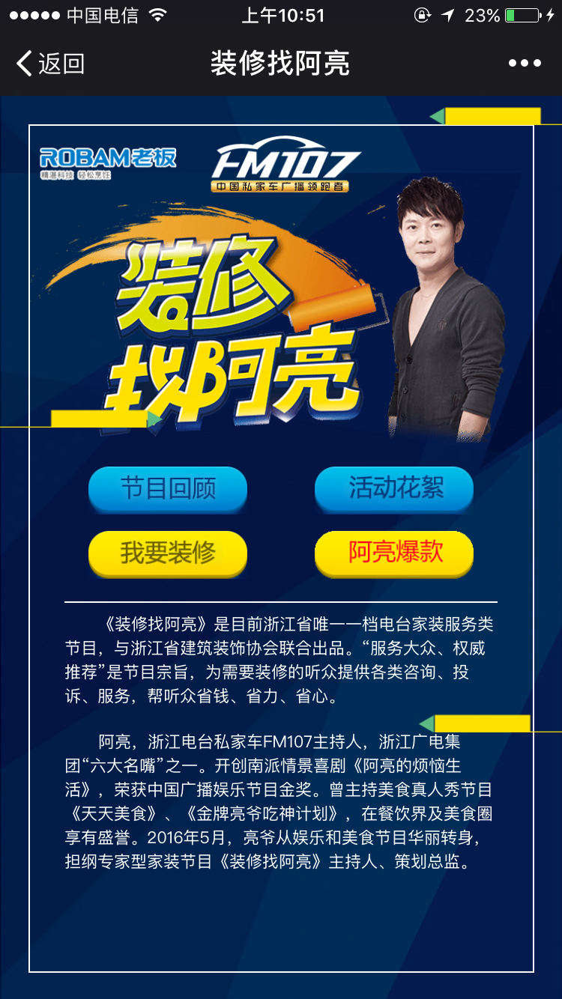 中国电信
上午10:51
23%
返回
装修找阿亮
ROBAM老板
精湛科技 轻松烹饪
FM107
中国私家车广播领跑者
装修
找阿亮
节目回顾
活动花絮
我要装修
阿亮爆款
《装修找阿亮》是目前浙江省唯一一档电台家装服务类
节目，与浙江省建筑装饰协会联合出品。“服务大众、权威
推荐”是节目宗旨，为需要装修的听众提供各类咨询、投
诉、服务，帮听众省钱、省力、省心。
阿亮，浙江电台私家车FM107主持人，浙江广电集
团“六大名嘴”之一。开创南派情景喜剧《阿亮的烦恼生
活》，荣获中国广播娱乐节目金奖。曾主持美食真人秀节目
《天天美食》、《金牌亮爷吃神计划》，在餐饮界及美食圈
享有盛誉。2016年5月，亮爷从娱乐和美食节目华丽转身，
担纲专家型家装节目《装修找阿亮》主持人、策划总监。